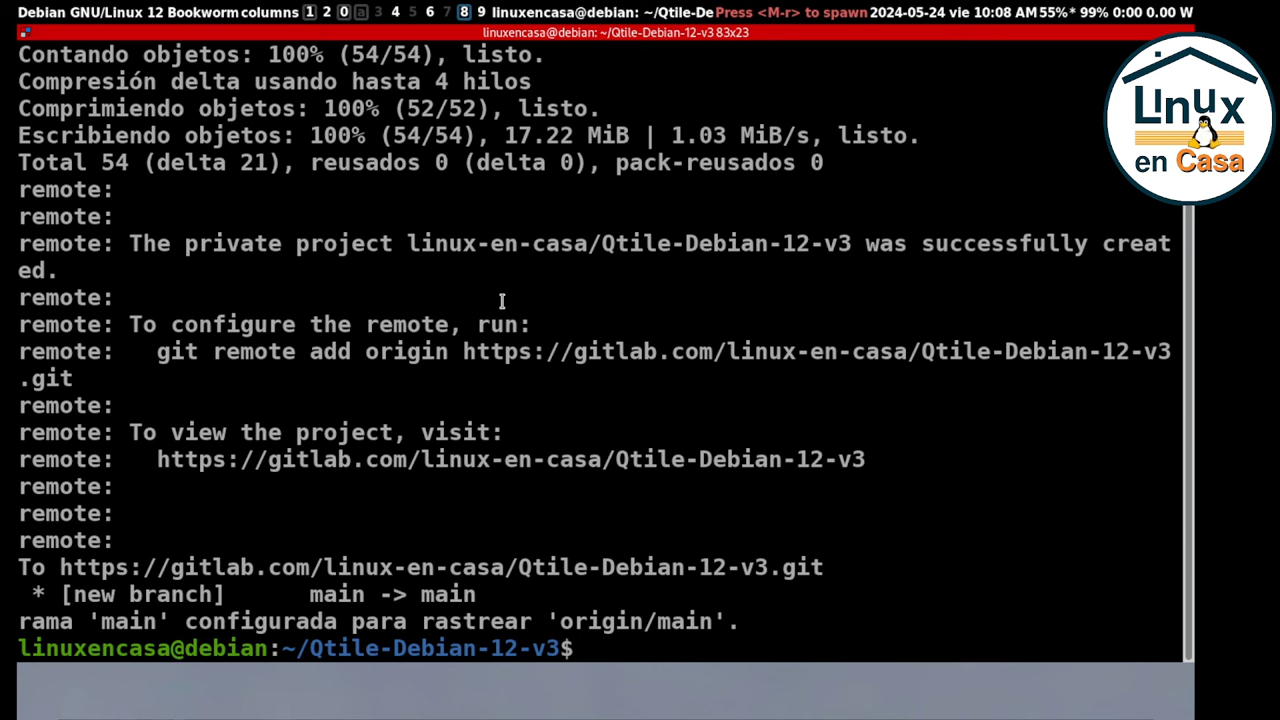 Debian GNU/Linux 12 Bookworm columns 1 2 0 a 3 4 5 6 7 8 9 linuxencasa@debian: ~/Qtile-De Press <M-r> to spawn 2024-05-24 vie 10:08 AM 55%* 99% 0:00 0.00 W
linuxencasa@debian: ~/Qtile-Debian-12-v3 83x23
Contando objetos: 100% (54/54), listo.
Compresión delta usando hasta 4 hilos
Comprimiendo objetos: 100% (52/52), listo.
Escribiendo objetos: 100% (54/54), 17.22 MiB | 1.03 MiB/s, listo.
Total 54 (delta 21), reusados 0 (delta 0), pack-reusados 0
remote:
remote:
remote: The private project linux-en-casa/Qtile-Debian-12-v3 was successfully creat
ed.
remote:
remote: To configure the remote, run:
remote:   git remote add origin https://gitlab.com/linux-en-casa/Qtile-Debian-12-v3
.git
remote:
remote: To view the project, visit:
remote:   https://gitlab.com/linux-en-casa/Qtile-Debian-12-v3
remote:
remote:
remote:
To https://gitlab.com/linux-en-casa/Qtile-Debian-12-v3.git
 * [new branch]      main -> main
rama 'main' configurada para rastrear 'origin/main'.
linuxencasa@debian:~/Qtile-Debian-12-v3$
Linux
en Casa